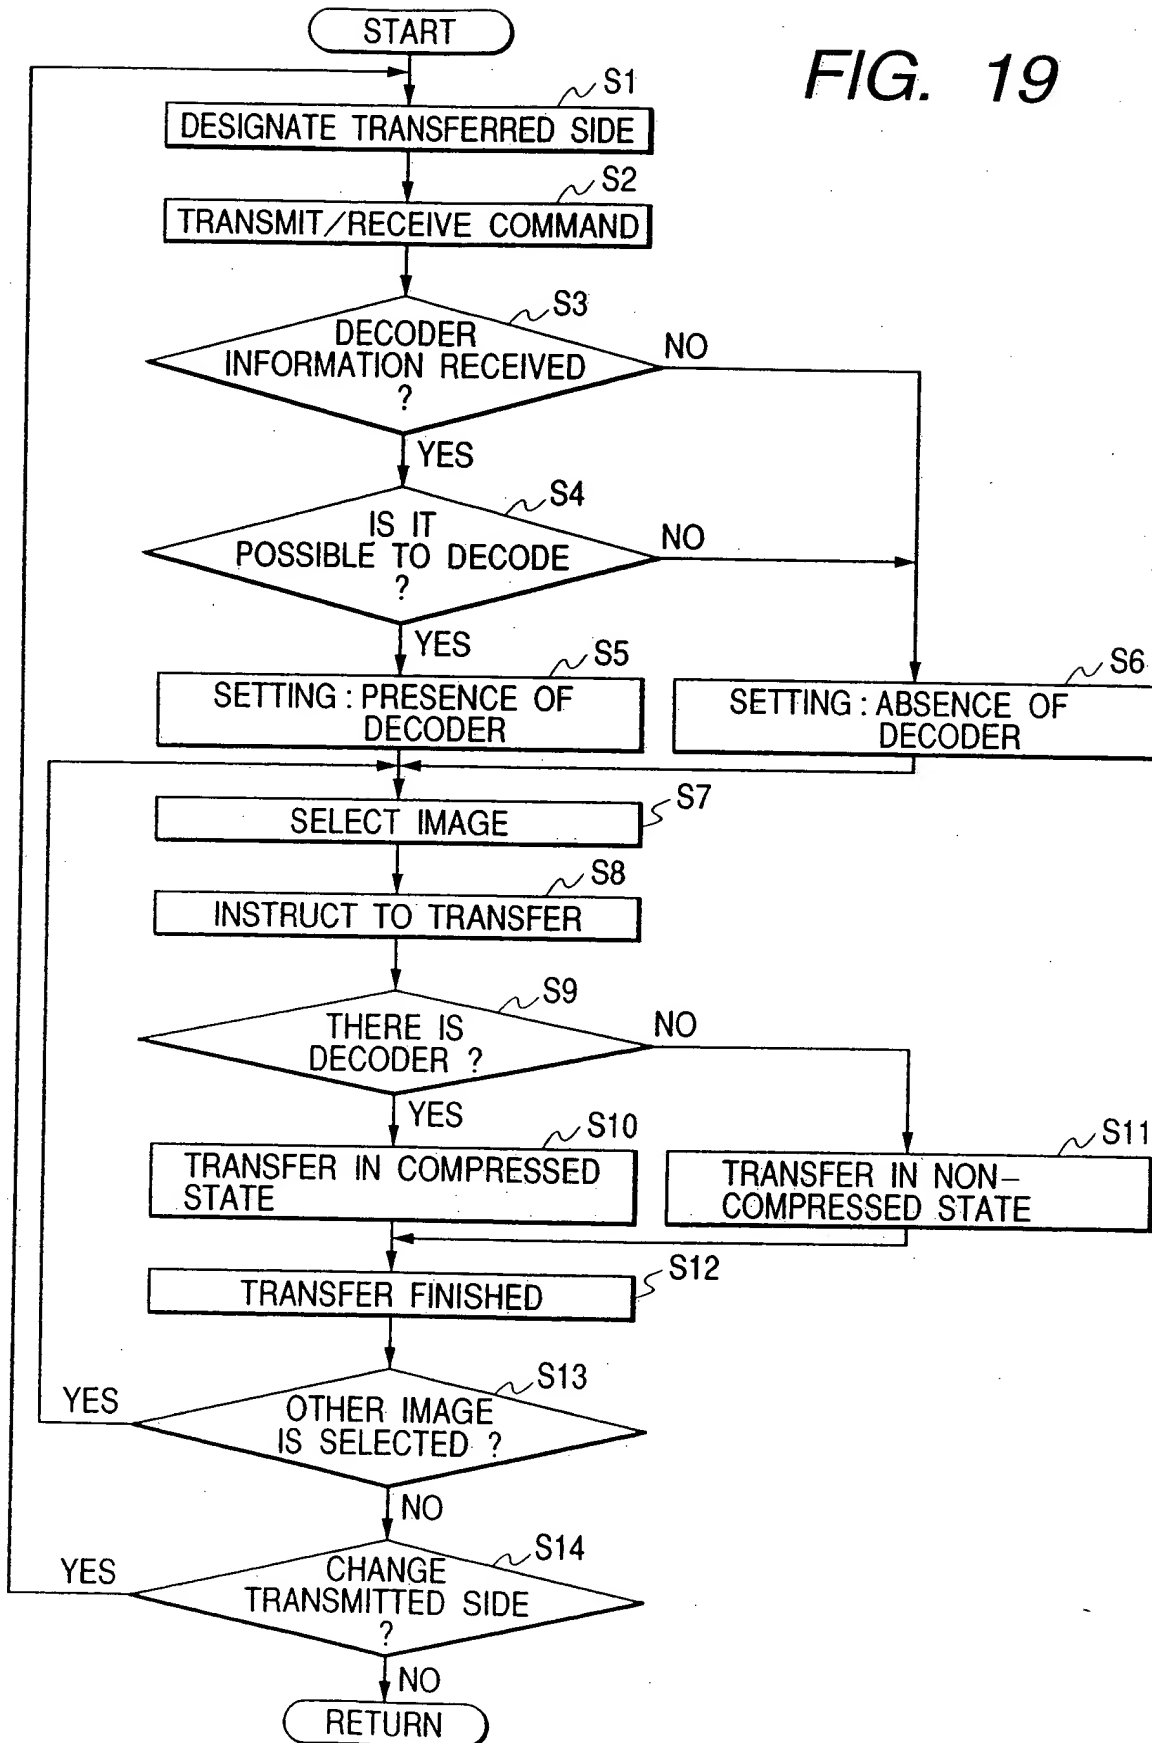 START
FIG. 19
S1
DESIGNATE TRANSFERRED SIDE
S2
TRANSMIT/RECEIVE COMMAND
S3
DECODER
INFORMATION RECEIVED
?
NO
YES
S4
IS IT
POSSIBLE TO DECODE
?
NO
YES
S5
SETTING : PRESENCE OF
DECODER
S6
SETTING : ABSENCE OF
DECODER
S7
SELECT IMAGE
S8
INSTRUCT TO TRANSFER
S9
THERE IS
DECODER ?
NO
YES
S10
TRANSFER IN COMPRESSED
STATE
S11
TRANSFER IN NON-
COMPRESSED STATE
S12
TRANSFER FINISHED
S13
OTHER IMAGE
IS SELECTED ?
YES
NO
S14
CHANGE
TRANSMITTED SIDE
?
YES
NO
RETURN